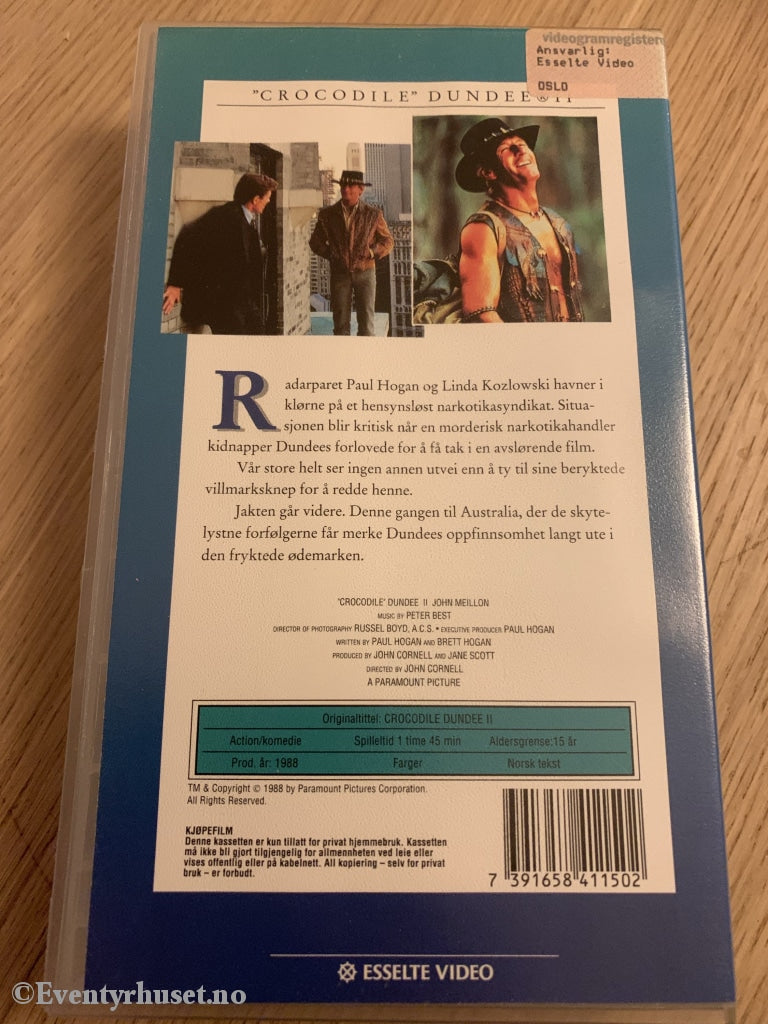 videogramregister
Ansvarlig:
Esselte Video
OSLO
"CROCODILE" DUNDEE® II
Radarparet Paul Hogan og Linda Kozlowski havner i
klørne på et hensynsløst narkotikasyndikat. Situa-
sjonen blir kritisk når en morderisk narkotikahandler
kidnapper Dundees forlovede for å få tak i en avslørende film.
Vår store helt ser ingen annen utvei enn å ty til sine beryktede
villmarksknep for å redde henne.
Jakten går videre. Denne gangen til Australia, der de skyte-
lystne forfølgerne får merke Dundees oppfinnsomhet langt ute i
den fryktede ødemarken.
"CROCODILE" DUNDEE II JOHN MEILLON
MUSIC BY PETER BEST
DIRECTOR OF PHOTOGRAPHY RUSSEL BOYD, A.C.S. • EXECUTIVE PRODUCER PAUL HOGAN
WRITTEN BY PAUL HOGAN AND BRETT HOGAN
PRODUCED BY JOHN CORNELL AND JANE SCOTT
DIRECTED BY JOHN CORNELL
A PARAMOUNT PICTURE
Originaltittel: CROCODILE DUNDEE II
Action/komedie Spilletid 1 time 45 min Aldersgrense:15 år
Prod. år: 1988 Farger Norsk tekst
TM & Copyright © 1988 by Paramount Pictures Corporation.
All Rights Reserved.
KJØPEFILM
Denne kassetten er kun tillatt for privat hjemmebruk. Kassetten
må ikke bli gjort tilgjengelig for allmennheten ved leie eller
vises offentlig eller på kabelnett. All kopiering – selv for privat
bruk – er forbudt.
7 391658 411502
ESSELTE VIDEO
©Eventyrhuset.no